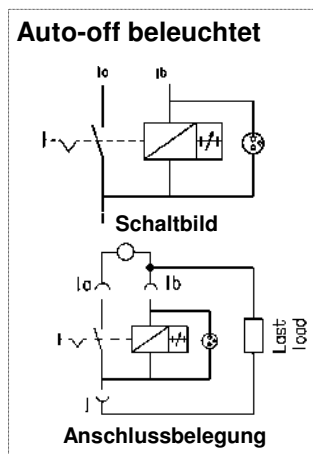 Auto-off beleuchtet
Ia Ib
I
Schaltbild
Ia Ib
Last
load
I
Anschlussbelegung